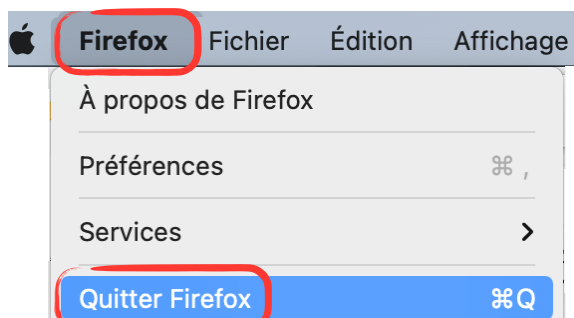 Firefox Fichier Édition Affichage
À propos de Firefox
Préférences ⌘ ,
Services
Quitter Firefox ⌘Q